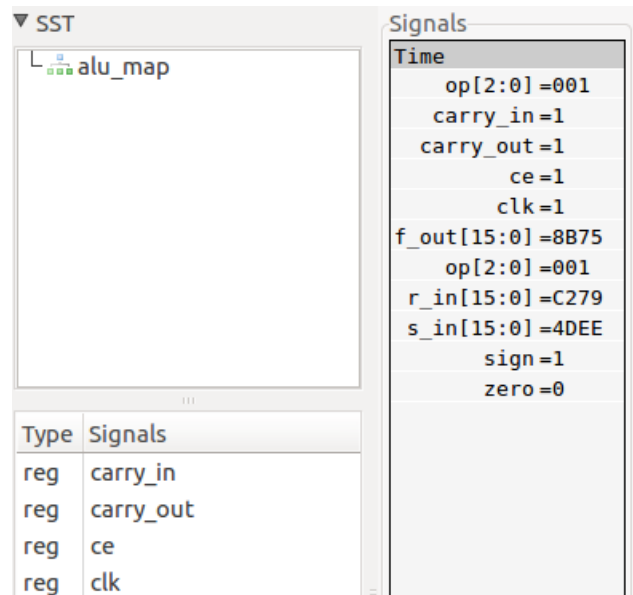 ▼ SST
alu_map
Type Signals
reg carry_in
reg carry_out
reg ce
reg clk
Signals
Time
op[2:0] =001
carry_in =1
carry_out =1
ce =1
clk =1
f_out[15:0] =8B75
op[2:0] =001
r_in[15:0] =C279
s_in[15:0] =4DEE
sign =1
zero =0